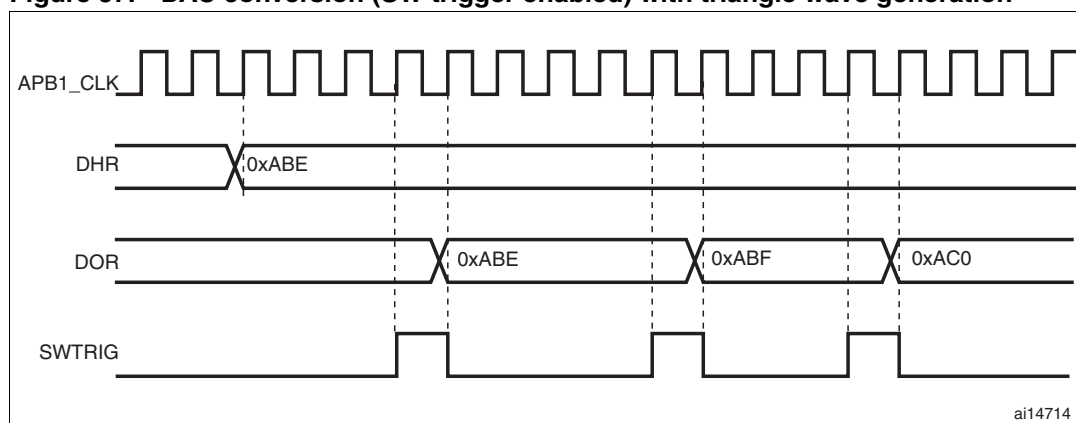 APB1_CLK
DHR
0xABE
DOR
0xABE
0xABF
0xAC0
SWTRIG
ai14714